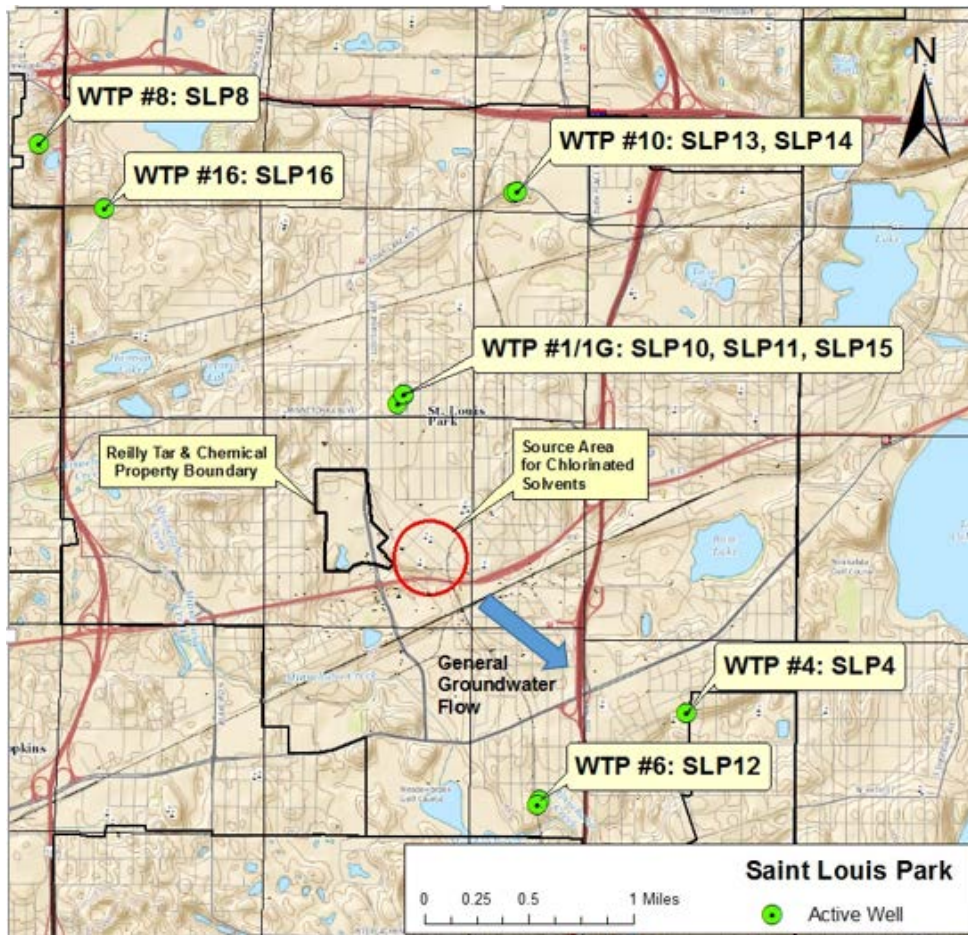 N
WTP #8: SLP8
WTP #10: SLP13, SLP14
WTP #16: SLP16
WTP #1/1G: SLP10, SLP11, SLP15
St. Louis
Park
Reilly Tar & Chemical
Property Boundary
Source Area
for Chlorinated
Solvents
General
Groundwater
Flow
WTP #4: SLP4
pkins
WTP #6: SLP12
Saint Louis Park
0 0.25 0.5 1 Miles
Active Well